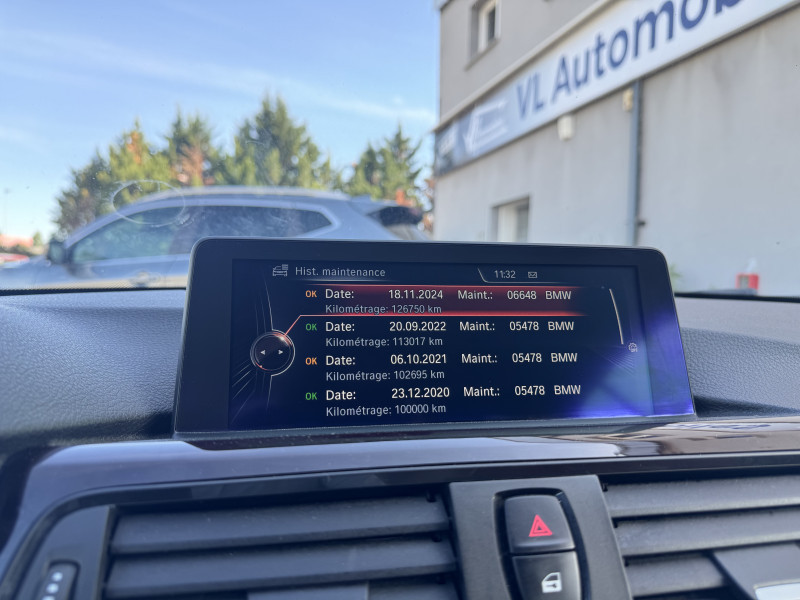 VL Automob
Hist. maintenance 11:32
OK Date: 18.11.2024 Maint.: 06648 BMW
Kilométrage: 126750 km
OK Date: 20.09.2022 Maint.: 05478 BMW
Kilométrage: 113017 km
OK Date: 06.10.2021 Maint.: 05478 BMW
Kilométrage: 102695 km
OK Date: 23.12.2020 Maint.: 05478 BMW
Kilométrage: 100000 km